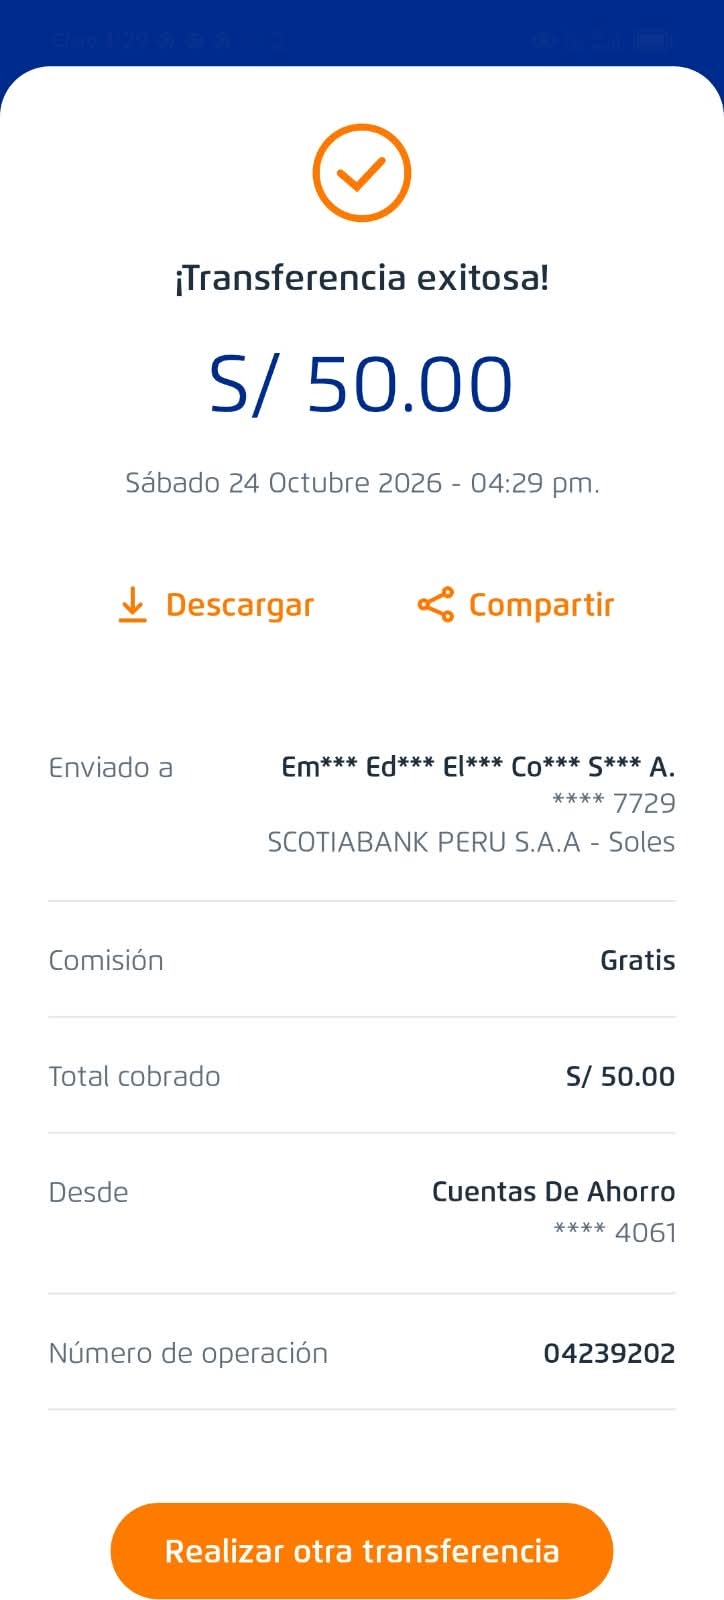 ¡Transferencia exitosa!
S/ 50.00
Sábado 24 Octubre 2026 - 04:29 pm.
Descargar
Compartir
Enviado a
Em*** Ed*** El*** Co*** S*** A.
**** 7729
SCOTIABANK PERU S.A.A - Soles
Comisión
Gratis
Total cobrado
S/ 50.00
Desde
Cuentas De Ahorro
**** 4061
Número de operación
04239202
Realizar otra transferencia